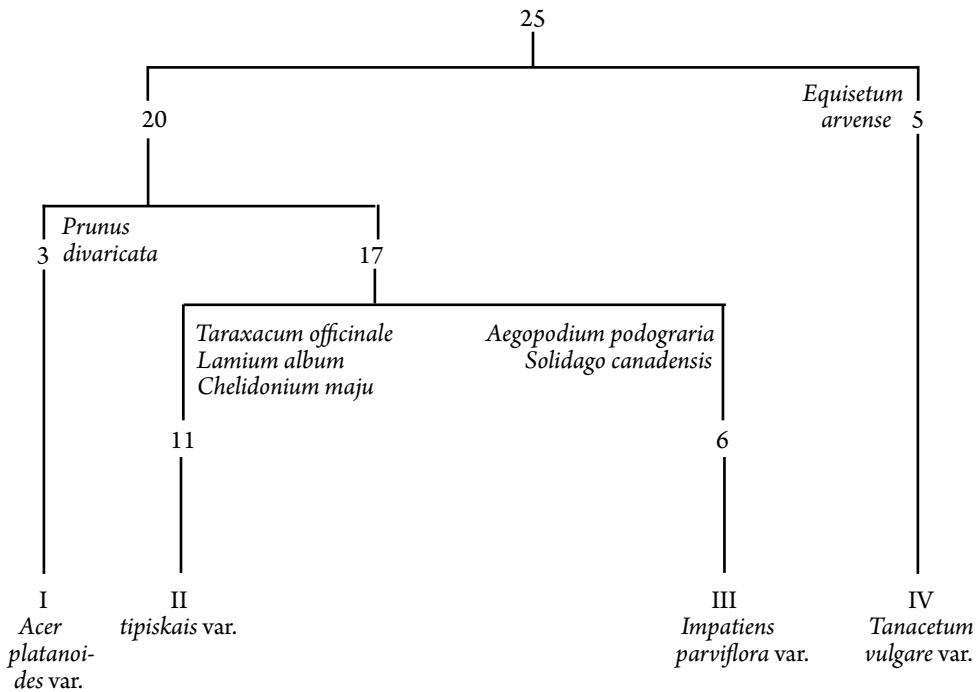 25
20
Equisetum
arvense 5
3 Prunus
divaricata
17
Taraxacum officinale
Lamium album
Chelidonium maju
Aegopodium podograria
Solidago canadensis
11
6
I
Acer
platanoi-
des var.
II
tipiskais var.
III
Impatiens
parviflora var.
IV
Tanacetum
vulgare var.